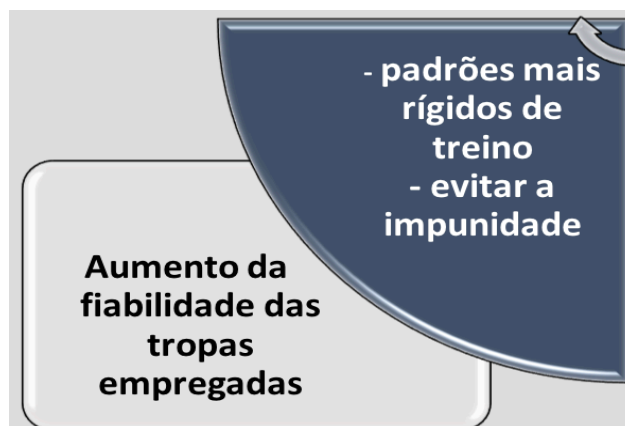 - padrões mais
rígidos de
treino
- evitar a
impunidade
Aumento da
fiabilidade das
tropas
empregadas